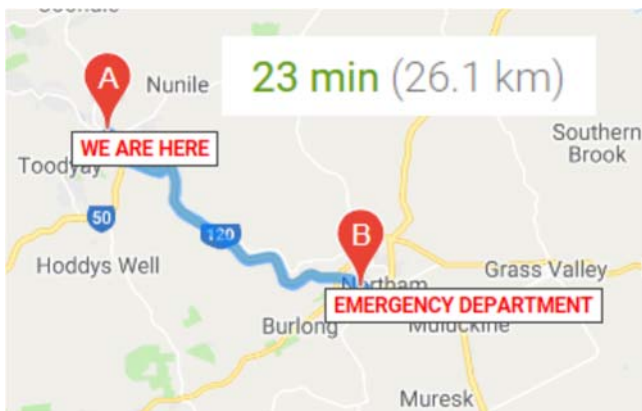 A
Nunile
23 min (26.1 km)
WE ARE HERE
Toodyay
Southern
Brook
50
120
B
Hoddys Well
Northam
Grass Valley
EMERGENCY DEPARTMENT
Burlong
Muluckine
Muresk